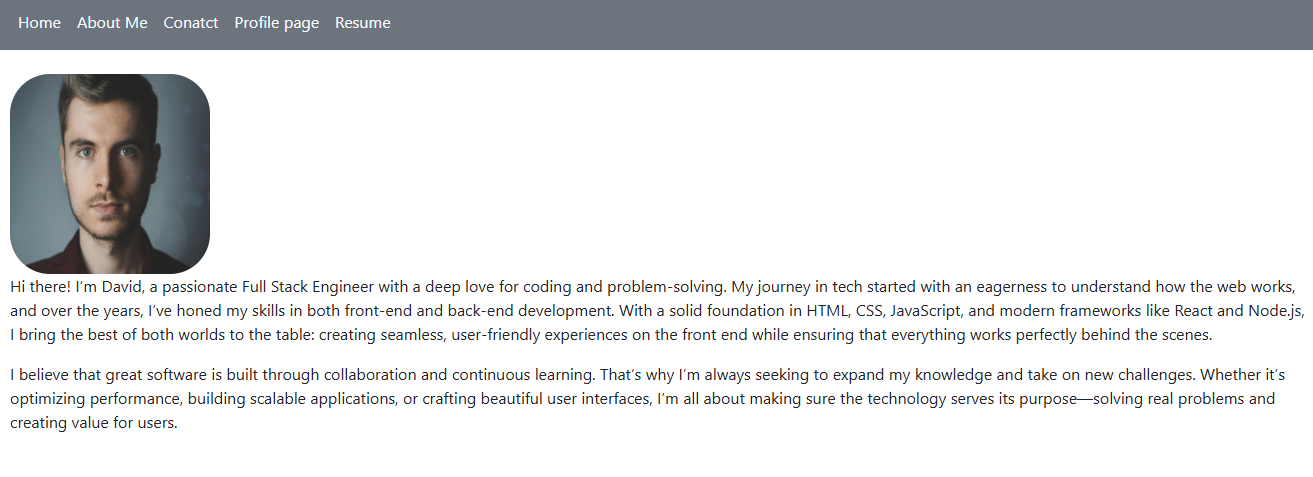 Home About Me Conatct Profile page Resume
Hi there! I’m David, a passionate Full Stack Engineer with a deep love for coding and problem-solving. My journey in tech started with an eagerness to understand how the web works,
and over the years, I’ve honed my skills in both front-end and back-end development. With a solid foundation in HTML, CSS, JavaScript, and modern frameworks like React and Node.js,
I bring the best of both worlds to the table: creating seamless, user-friendly experiences on the front end while ensuring that everything works perfectly behind the scenes.
I believe that great software is built through collaboration and continuous learning. That’s why I’m always seeking to expand my knowledge and take on new challenges. Whether it’s
optimizing performance, building scalable applications, or crafting beautiful user interfaces, I’m all about making sure the technology serves its purpose—solving real problems and
creating value for users.